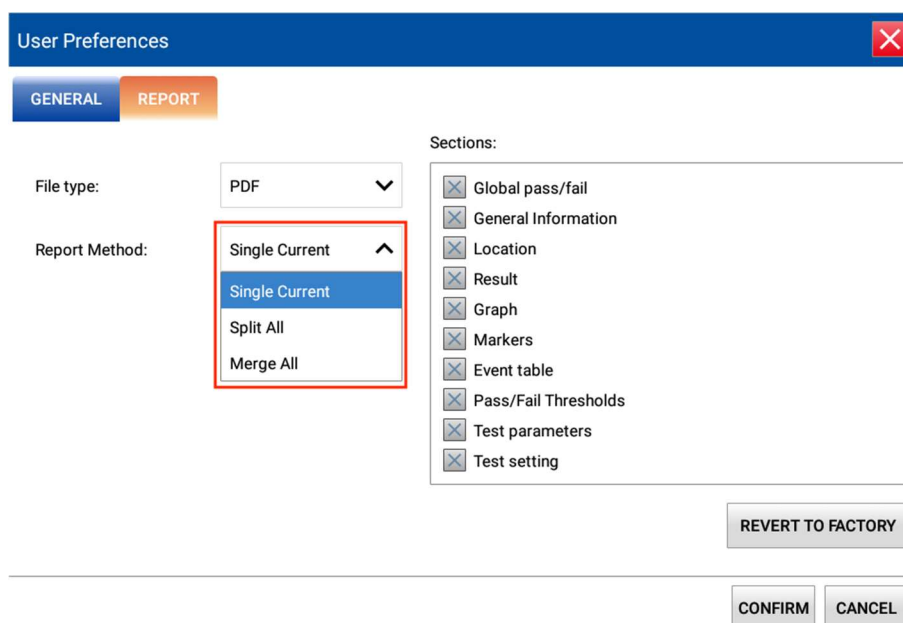 User Preferences
GENERAL
REPORT
Sections:
File type:
PDF
Report Method:
Single Current
Single Current
Split All
Merge All
Global pass/fail
General Information
Location
Result
Graph
Markers
Event table
Pass/Fail Thresholds
Test parameters
Test setting
REVERT TO FACTORY
CONFIRM
CANCEL